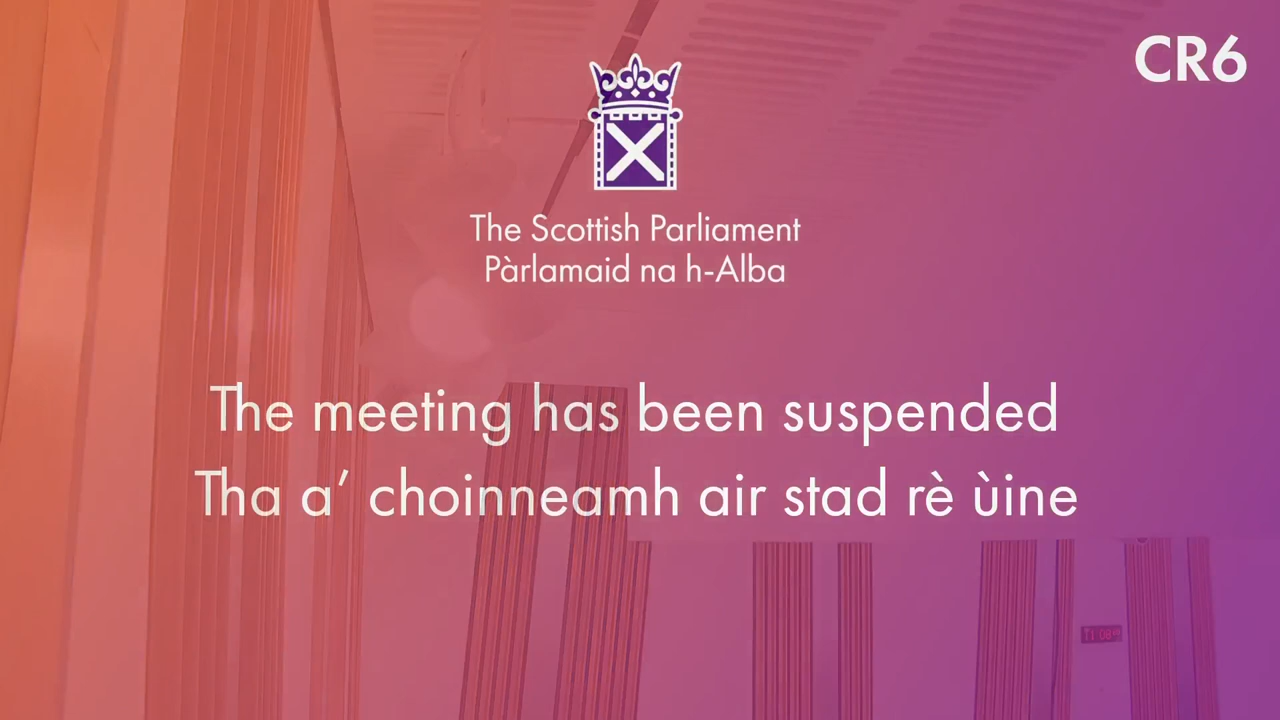 CR6
The Scottish Parliament
Pàrlamaid na h-Alba
The meeting has been suspended
Tha a’ choinneamh air stad rè ùine